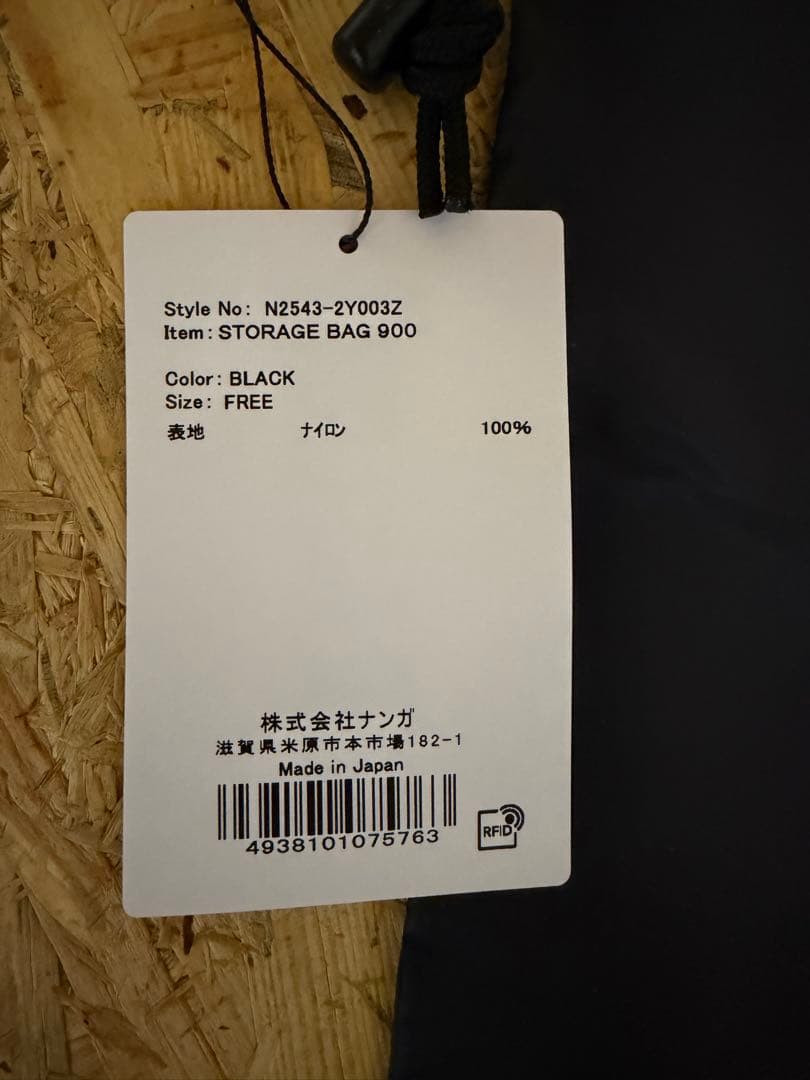 Style No: N2543-2Y003Z
Item: STORAGE BAG 900
Color: BLACK
Size: FREE
表地 ナイロン 100%
株式会社ナンガ
滋賀県米原市本市場182-1
Made in Japan
4938101075763
RFID